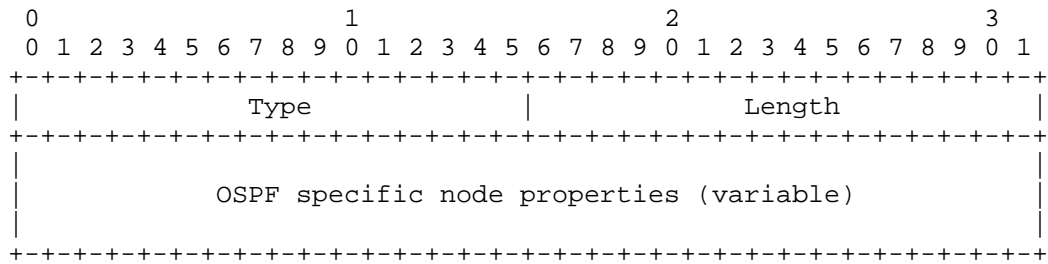 0                   1                   2                   3
 0 1 2 3 4 5 6 7 8 9 0 1 2 3 4 5 6 7 8 9 0 1 2 3 4 5 6 7 8 9 0 1
+-+-+-+-+-+-+-+-+-+-+-+-+-+-+-+-+-+-+-+-+-+-+-+-+-+-+-+-+-+-+-+-+
|              Type             |             Length            |
+-+-+-+-+-+-+-+-+-+-+-+-+-+-+-+-+-+-+-+-+-+-+-+-+-+-+-+-+-+-+-+-+
|                                                               |
|            OSPF specific node properties (variable)           |
|                                                               |
+-+-+-+-+-+-+-+-+-+-+-+-+-+-+-+-+-+-+-+-+-+-+-+-+-+-+-+-+-+-+-+-+